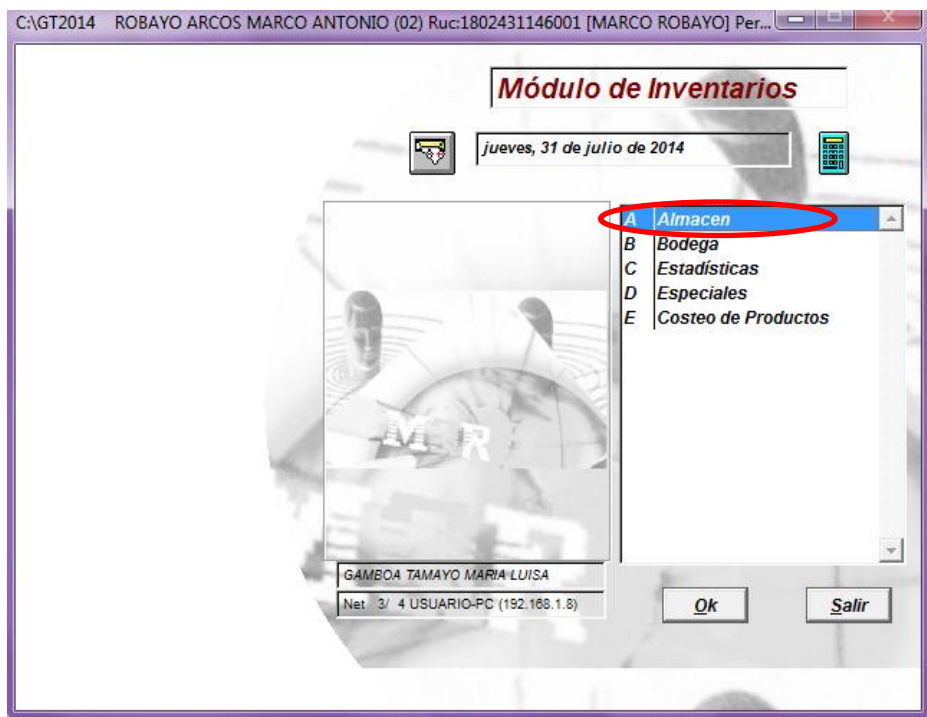 C:\GT2014 ROBAYO ARCOS MARCO ANTONIO (02) Ruc:1802431146001 [MARCO ROBAYO] Per...
Módulo de Inventarios
jueves, 31 de julio de 2014
A Almacen
B Bodega
C Estadísticas
D Especiales
E Costeo de Productos
M R
GAMBOA TAMAYO MARIA LUISA
Net 3/ 4 USUARIO-PC (192.168.1.8)
Ok Salir